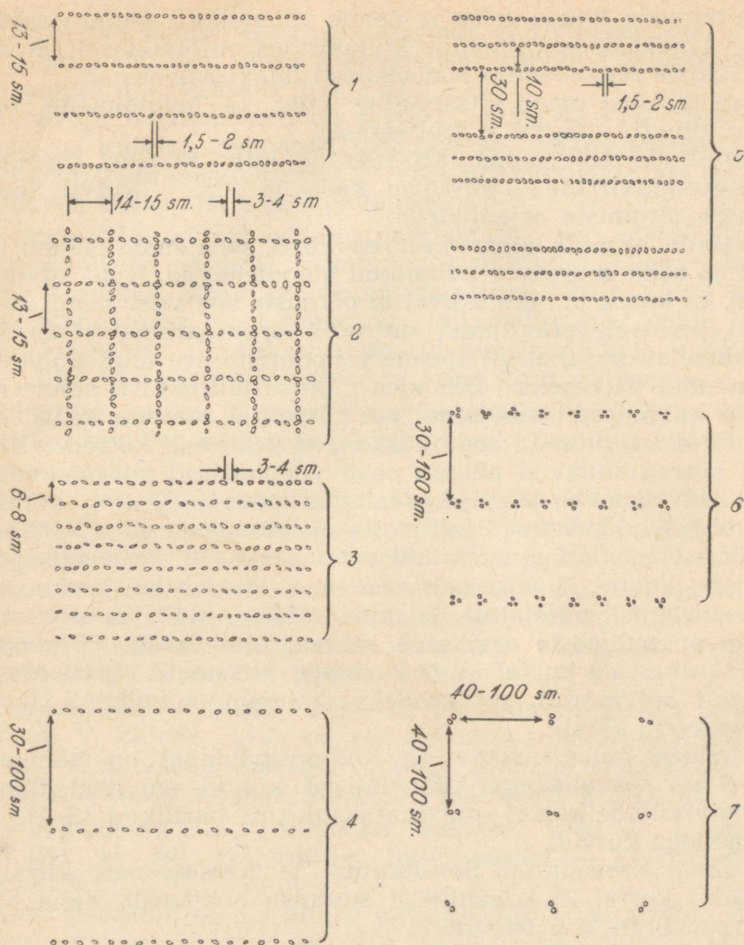 13-15 sm.
1,5-2 sm
1
14-15 sm.
3-4 sm
13-15 sm.
2
3-4 sm.
6-8 sm
3
30-100 sm
4
10 sm.
30 sm.
1,5-2 sm
5
30-160 sm.
6
40-100 sm.
40-100 sm.
7